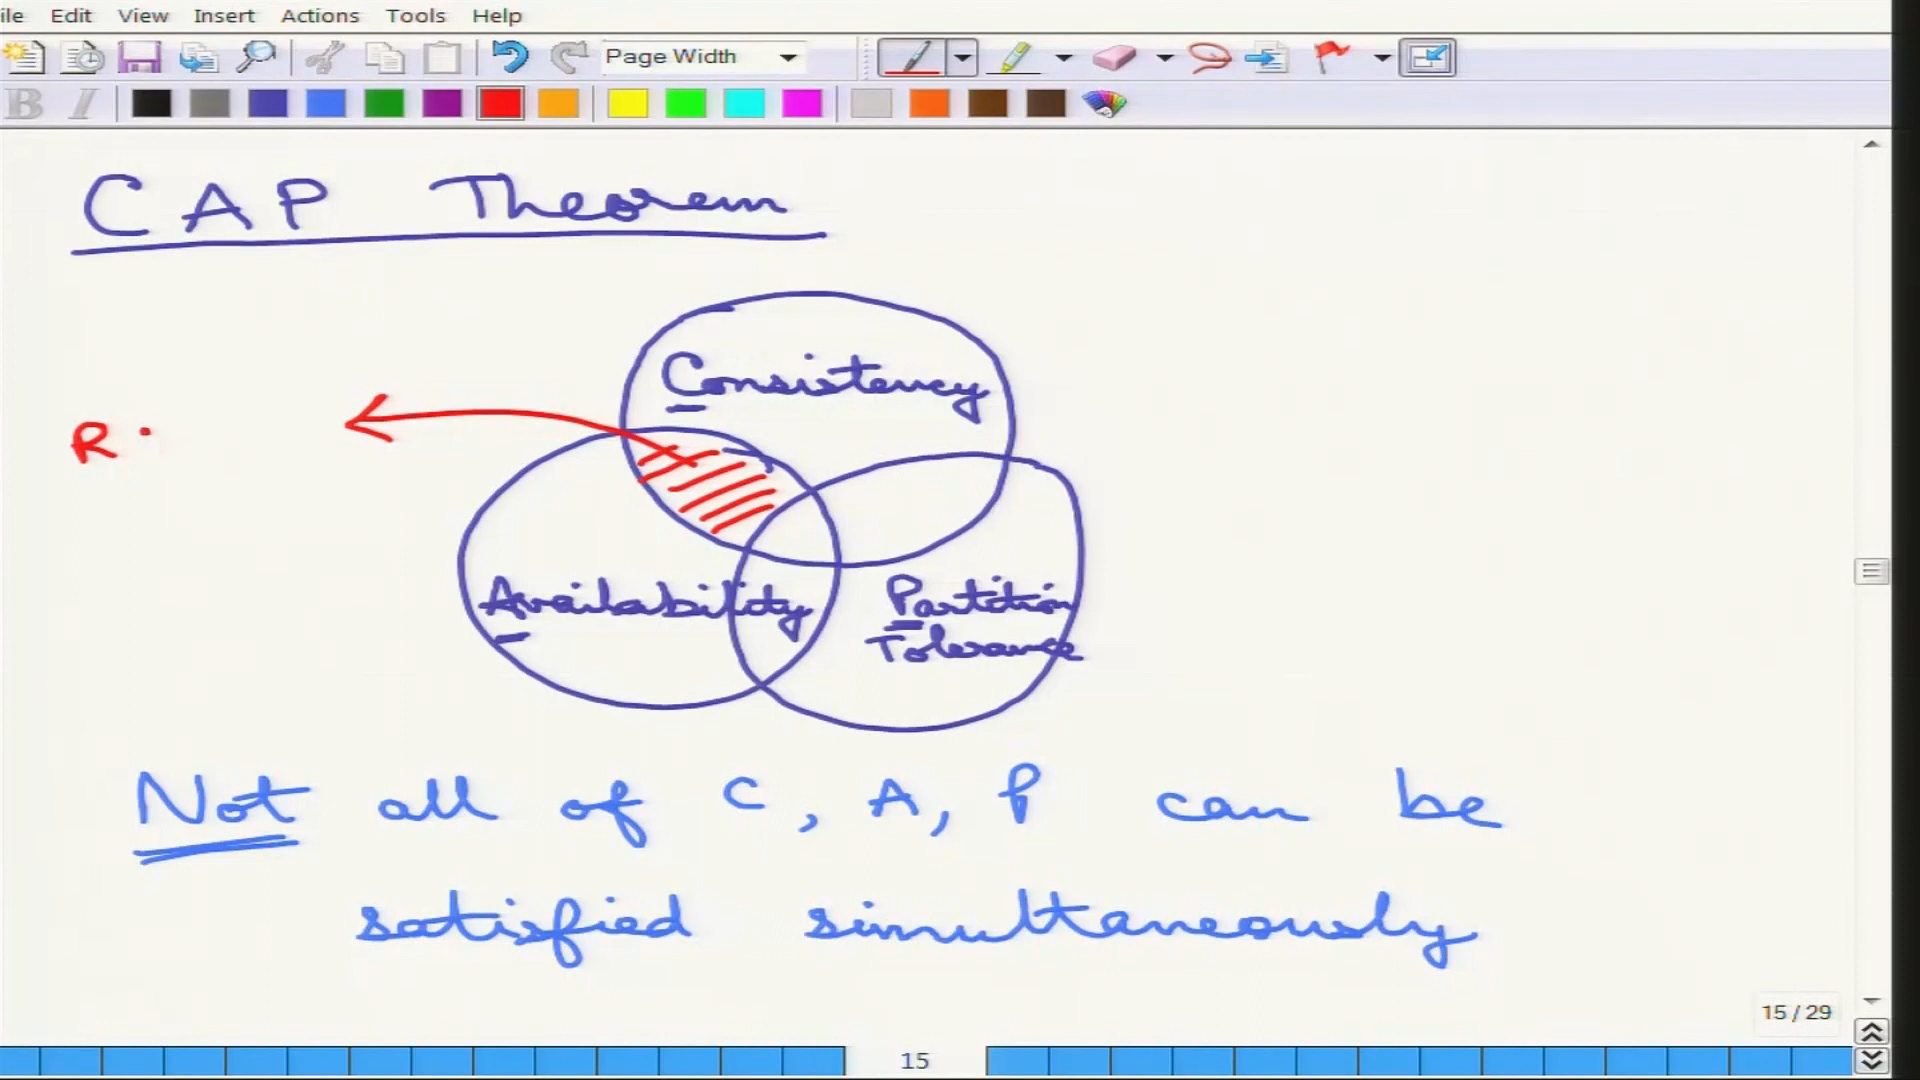 ile Edit View Insert Actions Tools Help
Page Width
B I
CAP Theorem
Consistency
R
Availability
Partition
Tolerance
Not all of C, A, P can be
satisfied simultaneously
15 / 29
15